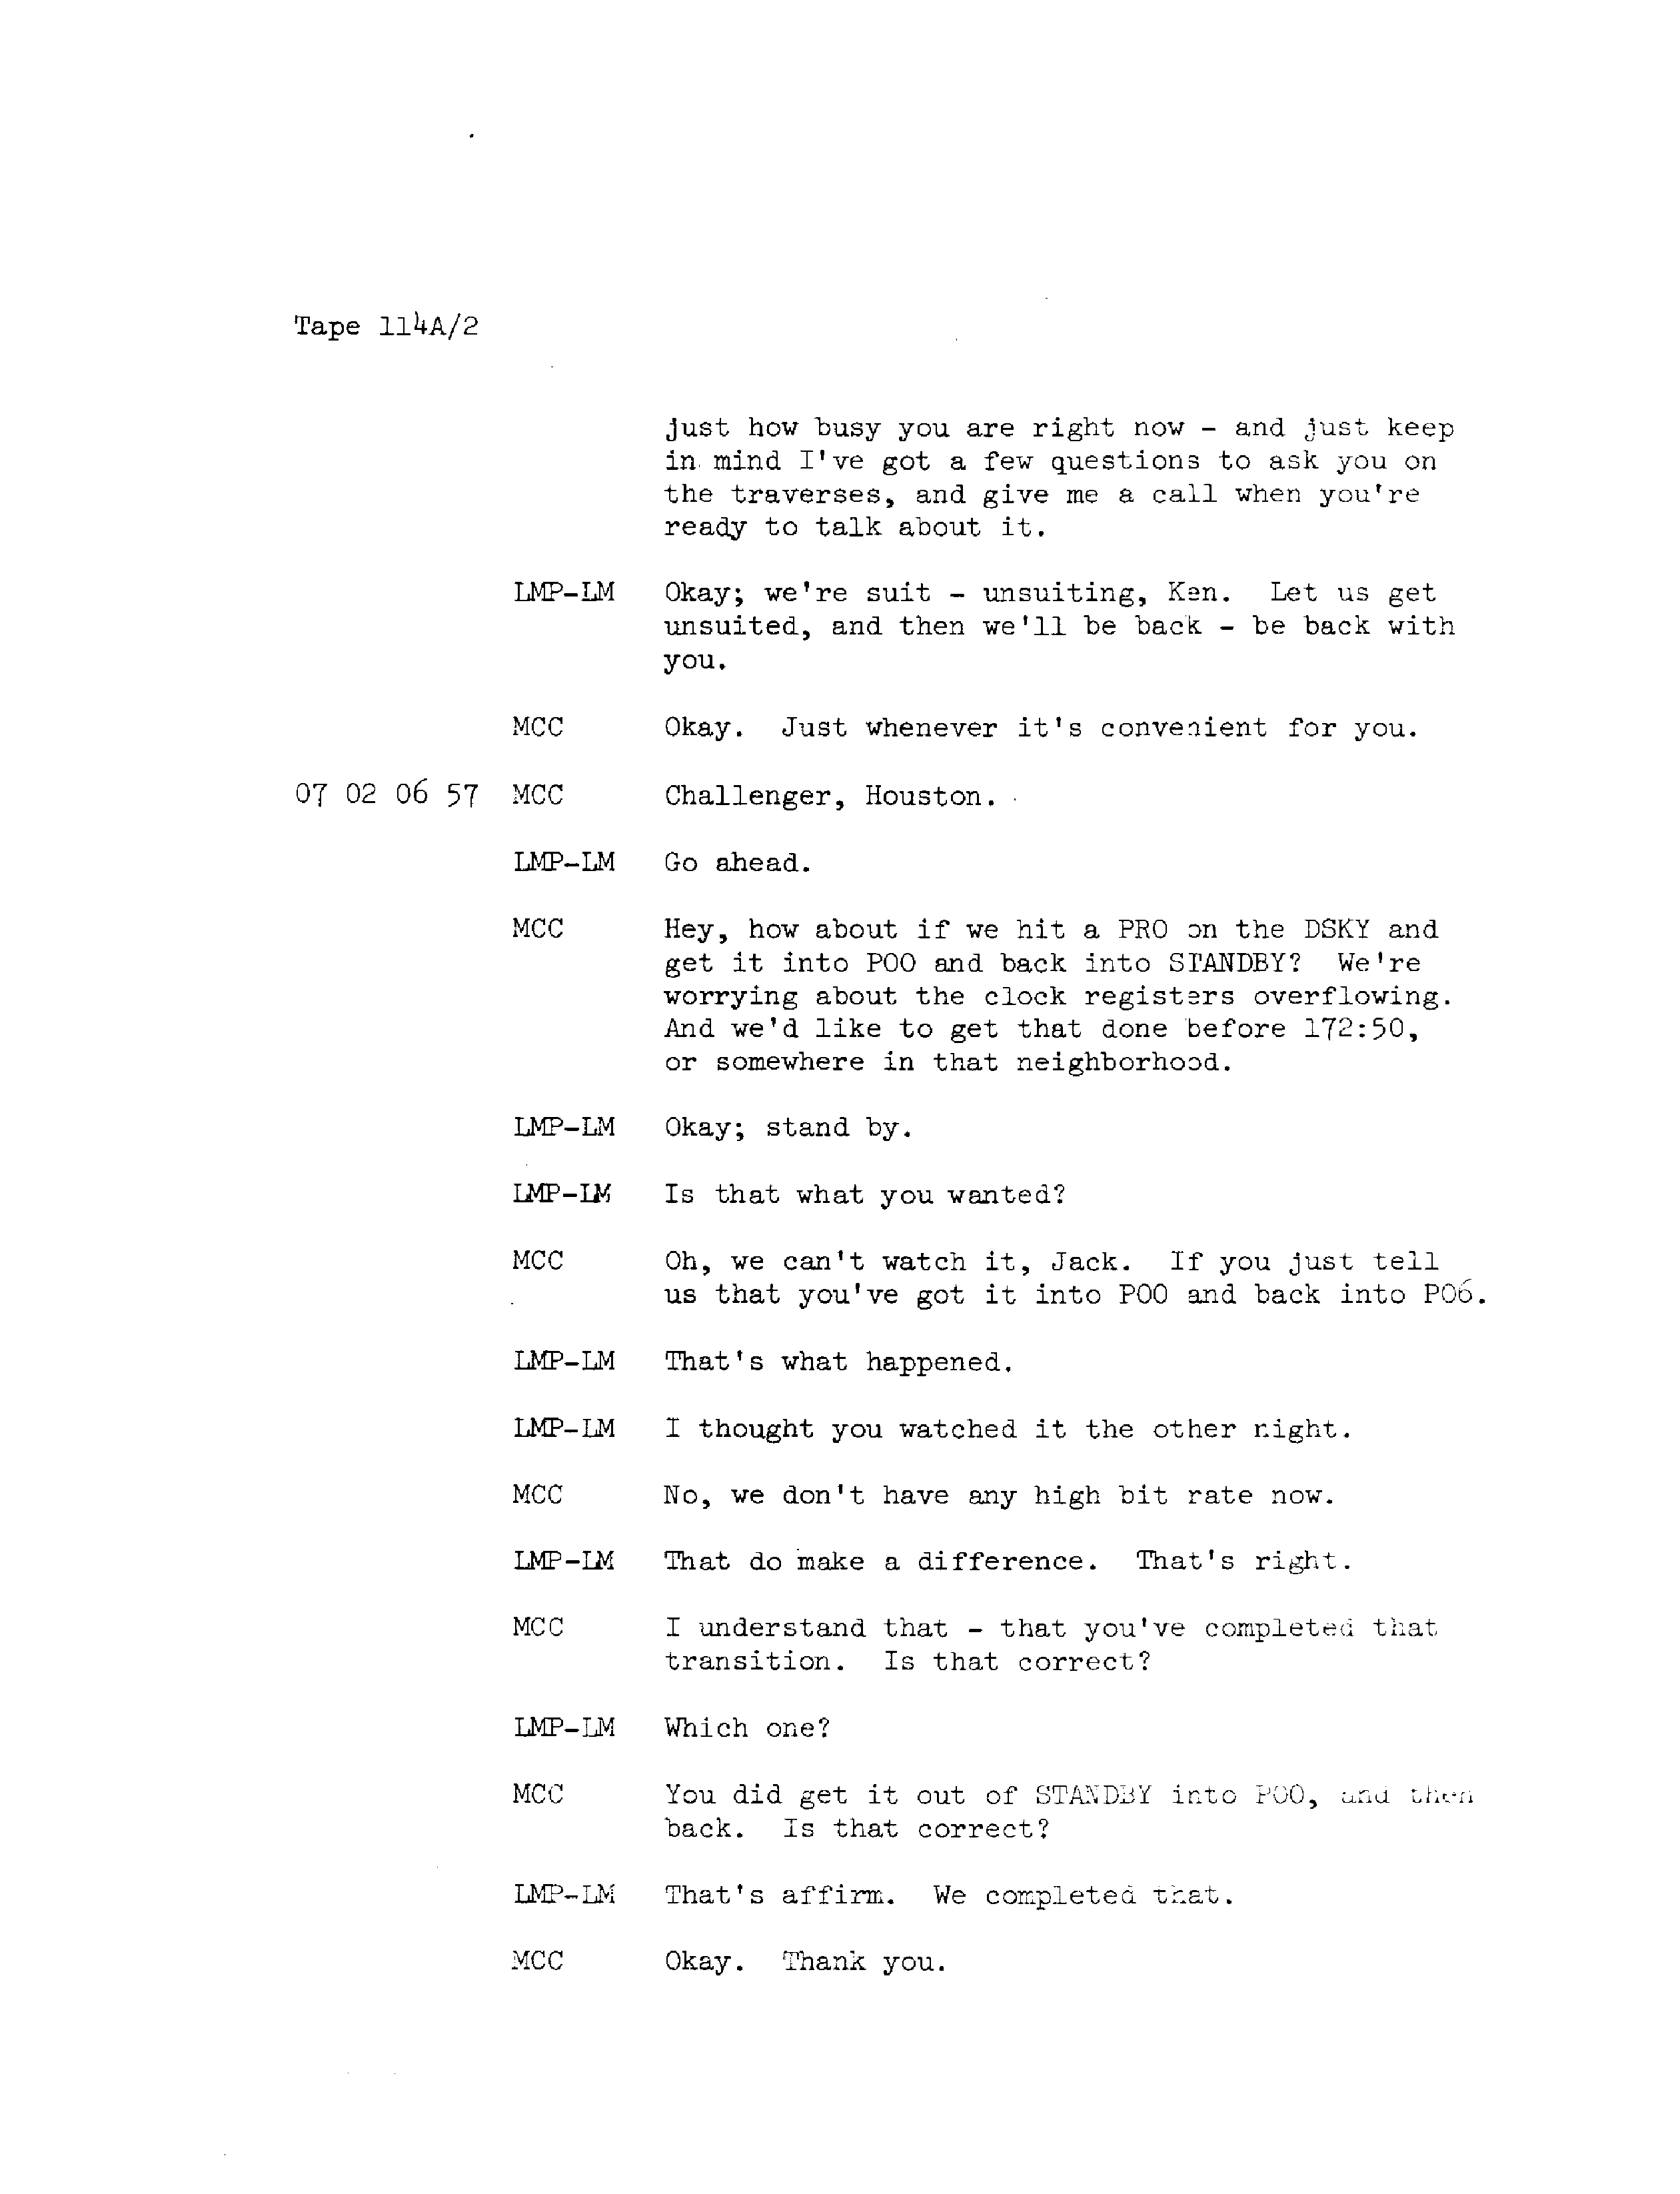 Tape 114A/2
just how busy you are right now - and just keep
in mind I've got a few questions to ask you on
the traverses, and give me a call when you're
ready to talk about it.
LMP-LM Okay; we're suit - unsuiting, Ken. Let us get
unsuited, and then we'll be back - be back with
you.
MCC Okay. Just whenever it's convenient for you.
07 02 06 57 MCC Challenger, Houston.
LMP-LM Go ahead.
MCC Hey, how about if we hit a PRO on the DSKY and
get it into POO and back into STANDBY? We're
worrying about the clock registers overflowing.
And we'd like to get that done before 172:50,
or somewhere in that neighborhood.
LMP-LM Okay; stand by.
LMP-LM Is that what you wanted?
MCC Oh, we can't watch it, Jack. If you just tell
us that you've got it into POO and back into PO6.
LMP-LM That's what happened.
LMP-LM I thought you watched it the other night.
MCC No, we don't have any high bit rate now.
LMP-LM That do make a difference. That's right.
MCC I understand that - that you've completed that
transition. Is that correct?
LMP-LM Which one?
MCC You did get it out of STANDBY into POO, and then
back. Is that correct?
LMP-LM That's affirm. We completed that.
MCC Okay. Thank you.